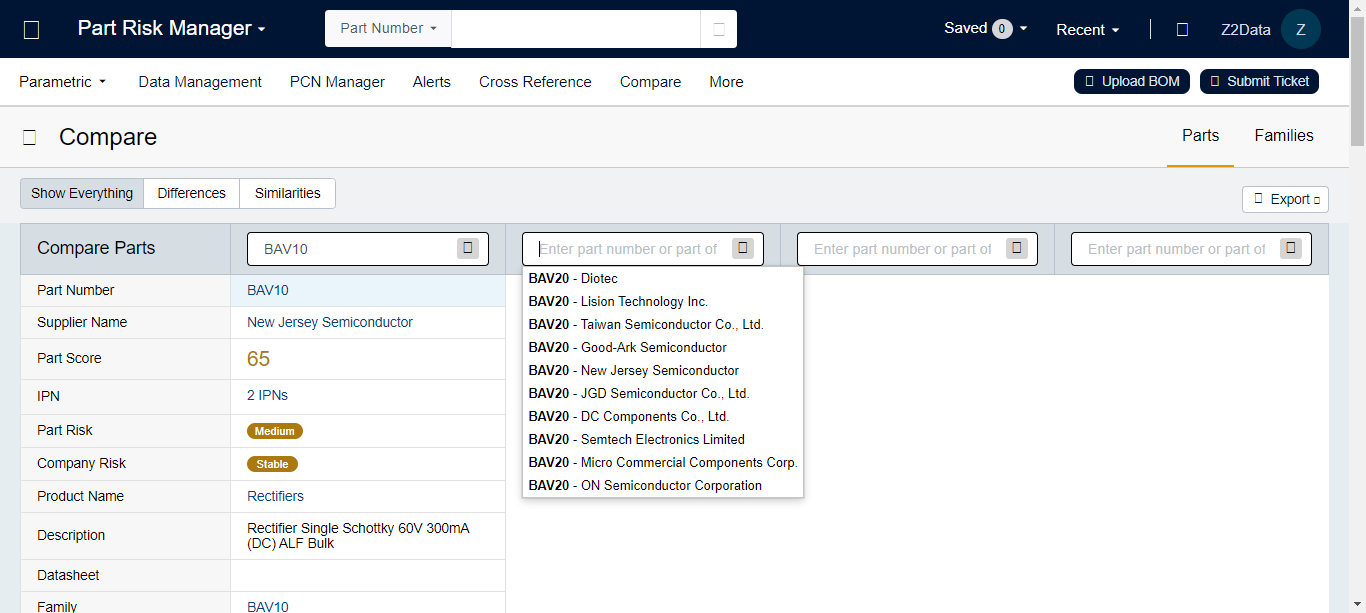 Part Risk Manager
Part Number
Saved 0
Recent
Z2Data
Z
Parametric
Data Management
PCN Manager
Alerts
Cross Reference
Compare
More
Upload BOM
Submit Ticket
Compare
Parts
Families
Show Everything
Differences
Similarities
Export
Compare Parts
BAV10
Enter part number or part of
Enter part number or part of
Enter part number or part of
BAV20 - Diotec
BAV20 - Lision Technology Inc.
BAV20 - Taiwan Semiconductor Co., Ltd.
BAV20 - Good-Ark Semiconductor
BAV20 - New Jersey Semiconductor
BAV20 - JGD Semiconductor Co., Ltd.
BAV20 - DC Components Co., Ltd.
BAV20 - Semtech Electronics Limited
BAV20 - Micro Commercial Components Corp.
BAV20 - ON Semiconductor Corporation
Part Number
BAV10
Supplier Name
New Jersey Semiconductor
Part Score
65
IPN
2 IPNs
Part Risk
Medium
Company Risk
Stable
Product Name
Rectifiers
Description
Rectifier Single Schottky 60V 300mA
(DC) ALF Bulk
Datasheet
Family
BAV10